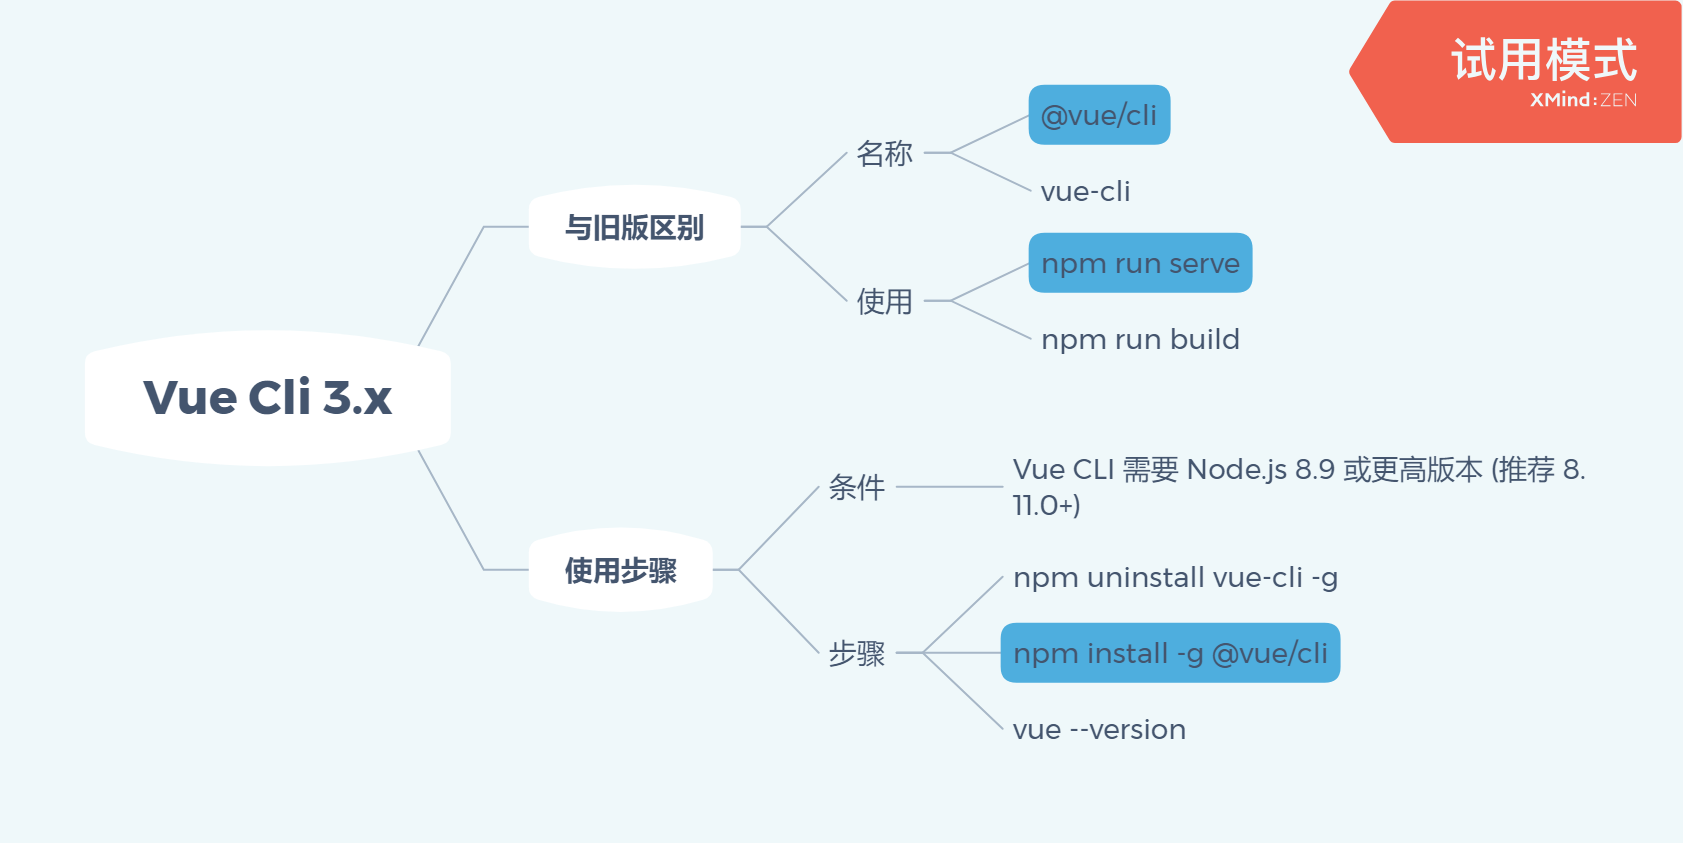 试用模式
XMind:ZEN
Vue Cli 3.x
与旧版区别
名称
@vue/cli
vue-cli
使用
npm run serve
npm run build
使用步骤
条件
Vue CLI 需要 Node.js 8.9 或更高版本 (推荐 8.
11.0+)
步骤
npm uninstall vue-cli -g
npm install -g @vue/cli
vue --version